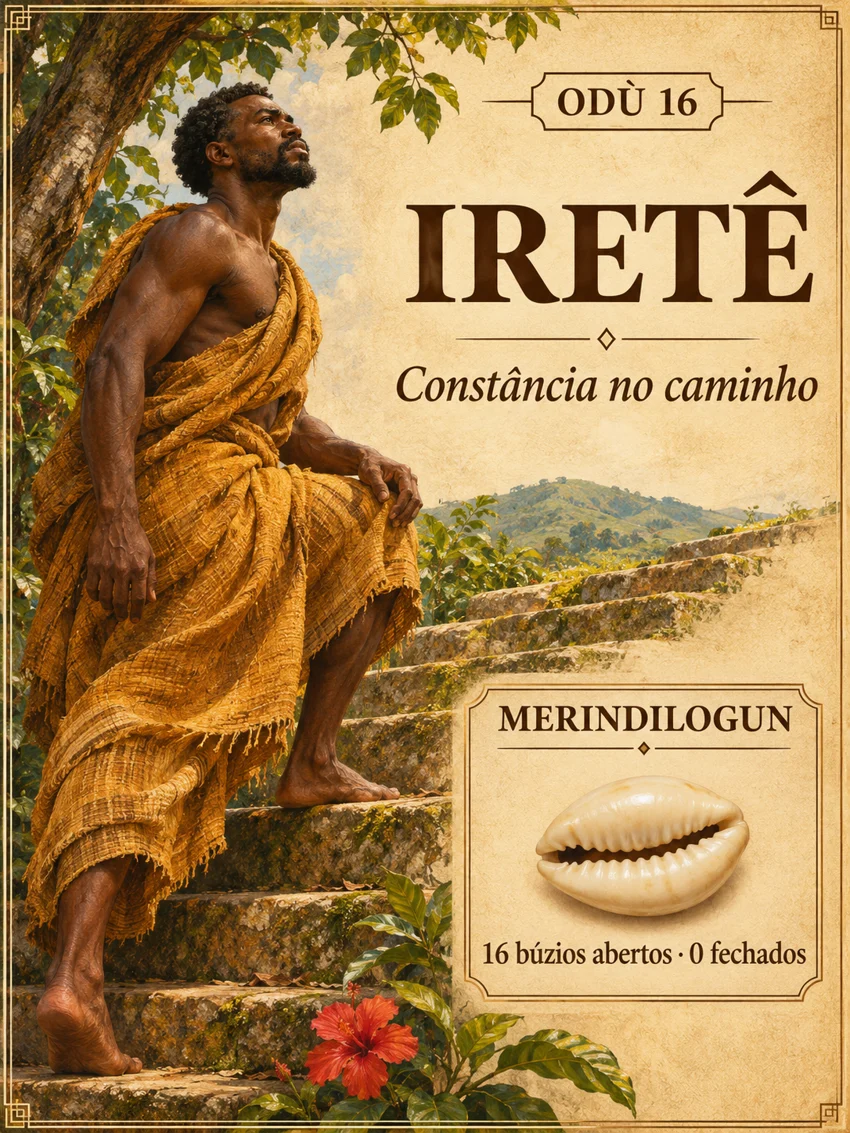 ODÙ 16
IRETÊ
Constância no caminho
MERINDILOGUN
16 búzios abertos · 0 fechados